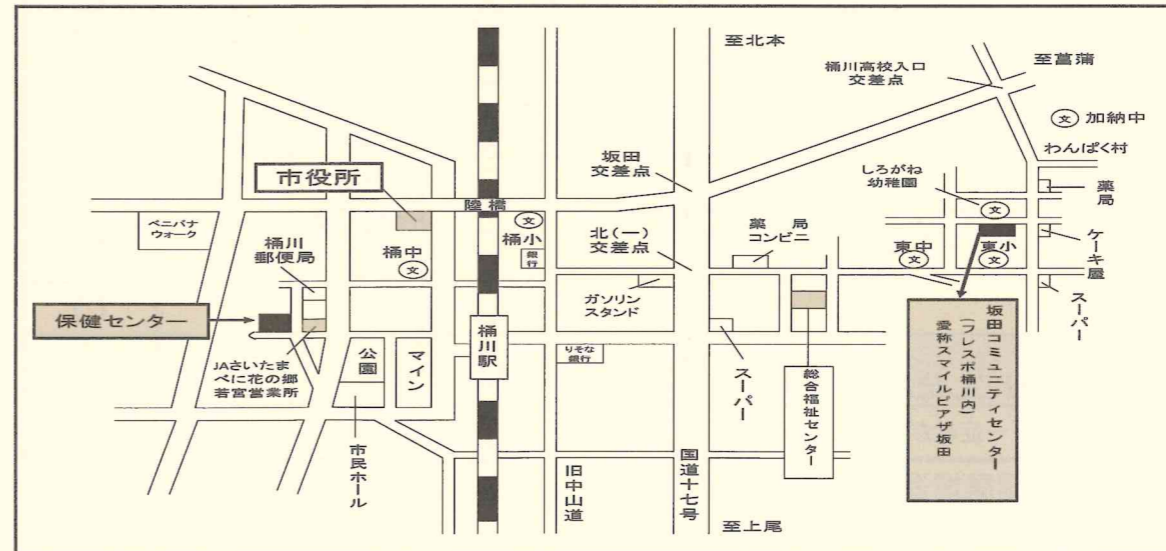 至北本
桶川高校入口
交差点
至菖蒲
文 加納中
わんぱく村
坂田
交差点
しろがね
幼稚園
文
薬局
市役所
陸橋
ベニバナ
ウォーク
桶川
郵便局
桶中
文
文
桶小
銀行
北(一)
交差点
薬局
コンビニ
東中
文
東小
文
ケーキ屋
ガソリン
スタンド
スーパー
保健センター
桶川駅
JAさいたま
べに花の郷
若宮営業所
公園
マイン
りそな
銀行
スーパー
総合福祉センター
坂田コミュニティセンター
(フレスポ桶川内)
愛称スマイルピアザ坂田
市民ホール
旧中山道
国道十七号
至上尾